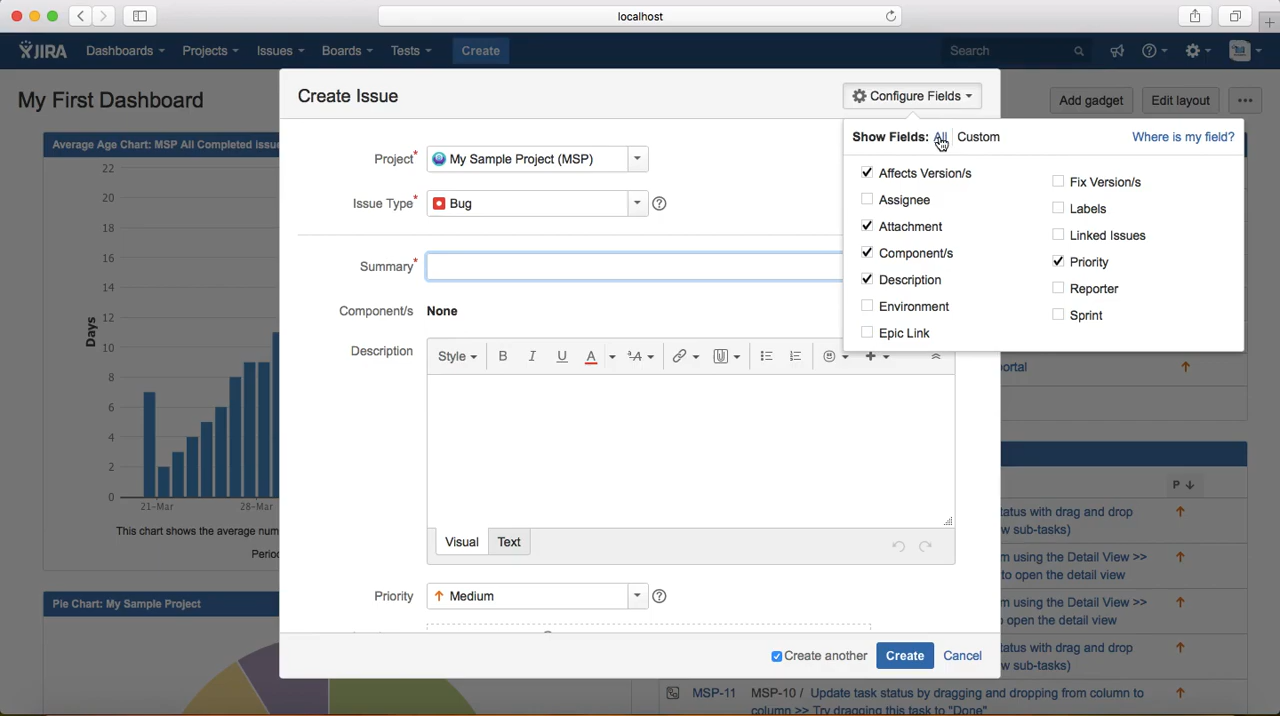 localhost
JIRA Dashboards Projects Issues Boards Tests Create Search
My First Dashboard
Add gadget Edit layout
Create Issue
Configure Fields
Average Age Chart: MSP All Completed issue
Show Fields: All Custom Where is my field?
Project* My Sample Project (MSP)
Issue Type* Bug
Summary*
Component/s None
Description
Style B I U A
Visual Text
Priority Medium
Create another Create Cancel
Affects Version/s
Assignee
Attachment
Component/s
Description
Environment
Epic Link
Fix Version/s
Labels
Linked Issues
Priority
Reporter
Sprint
22
20
18
16
14
12
10
8
6
4
2
0
Days
21-Mar 28-Mar
This chart shows the average num
Perio
Pie Chart: My Sample Project
ortal
P
tatus with drag and drop
w sub-tasks)
m using the Detail View >>
to open the detail view
m using the Detail View >>
o open the detail view
tatus with drag and drop
w sub-tasks)
MSP-11 MSP-10 / Update task status by dragging and dropping from column to
column >> Try dragging this task to "Done"